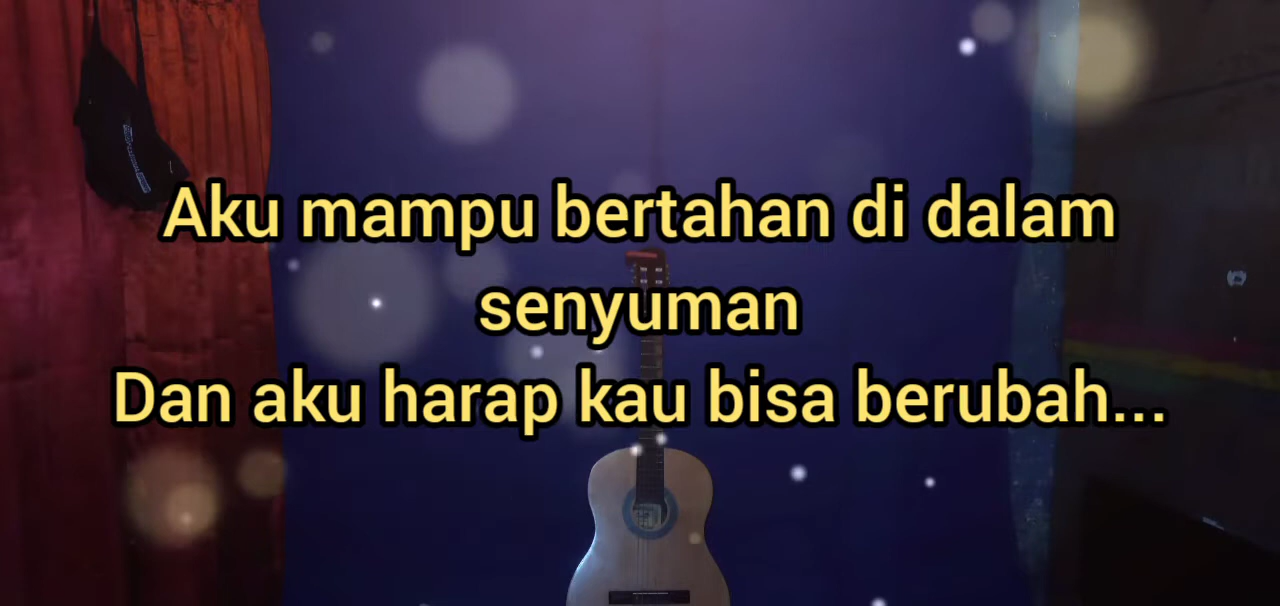 Aku mampu bertahan di dalam
senyuman
Dan aku harap kau bisa berubah...